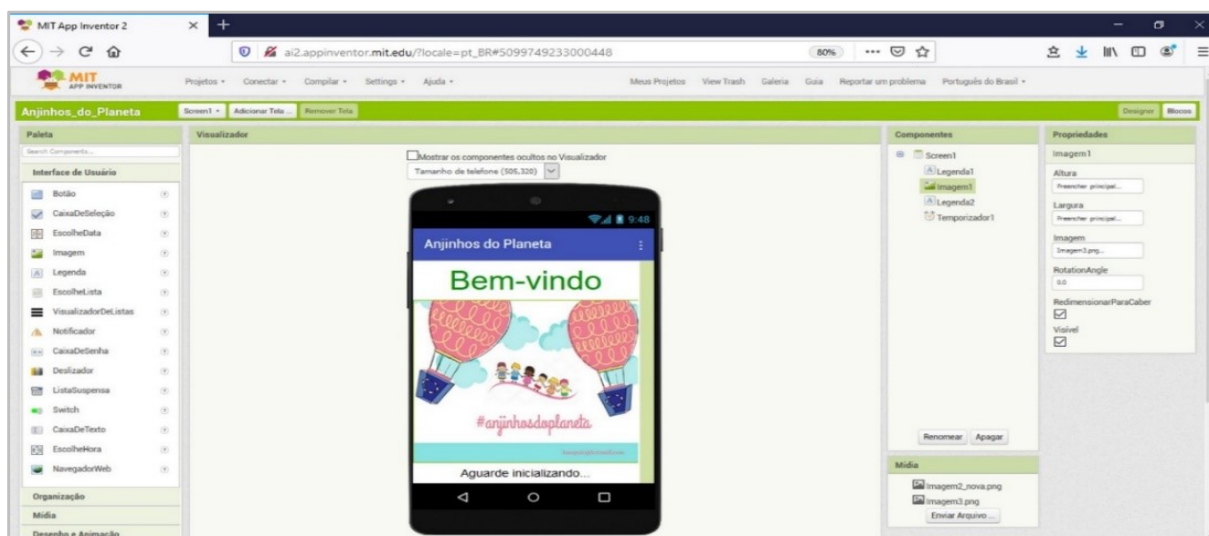 MIT App Inventor 2
ai2.appinventor.mit.edu/?locale=pt_BR#5099749233000448
80%
MIT
APP INVENTOR
Projetos
Conectar
Compilar
Settings
Ajuda
Meus Projetos
View Trash
Galeria
Guia
Reportar um problema
Português do Brasil
Anjinhos_do_Planeta
Screen1
Adicionar Tela ...
Remover Tela
Designer
Blocos
Paleta
Search Components...
Interface de Usuário
Botão
CaixaDeSeleção
EscolheData
Imagem
Legenda
EscolheLista
VisualizadorDeListas
Notificador
CaixaDeSenha
Deslizador
ListaSuspensa
Switch
CaixaDeTexto
EscolheHora
NavegadorWeb
Organização
Mídia
Desenho e Animação
Visualizador
Mostrar os componentes ocultos no Visualizador
Tamanho de telefone (505,320)
9:48
Anjinhos do Planeta
Bem-vindo
#anjinhosdoplaneta
Aguarde inicializando...
Componentes
Screen1
Legenda1
Imagem1
Legenda2
Temporizador1
Renomear
Apagar
Mídia
Imagem2_nova.png
Imagem3.png
Enviar Arquivo ...
Propriedades
Imagem1
Altura
Preencher principal...
Largura
Preencher principal...
Imagem
Imagem3.png...
RotationAngle
0.0
RedimensionarParaCaber
Visível